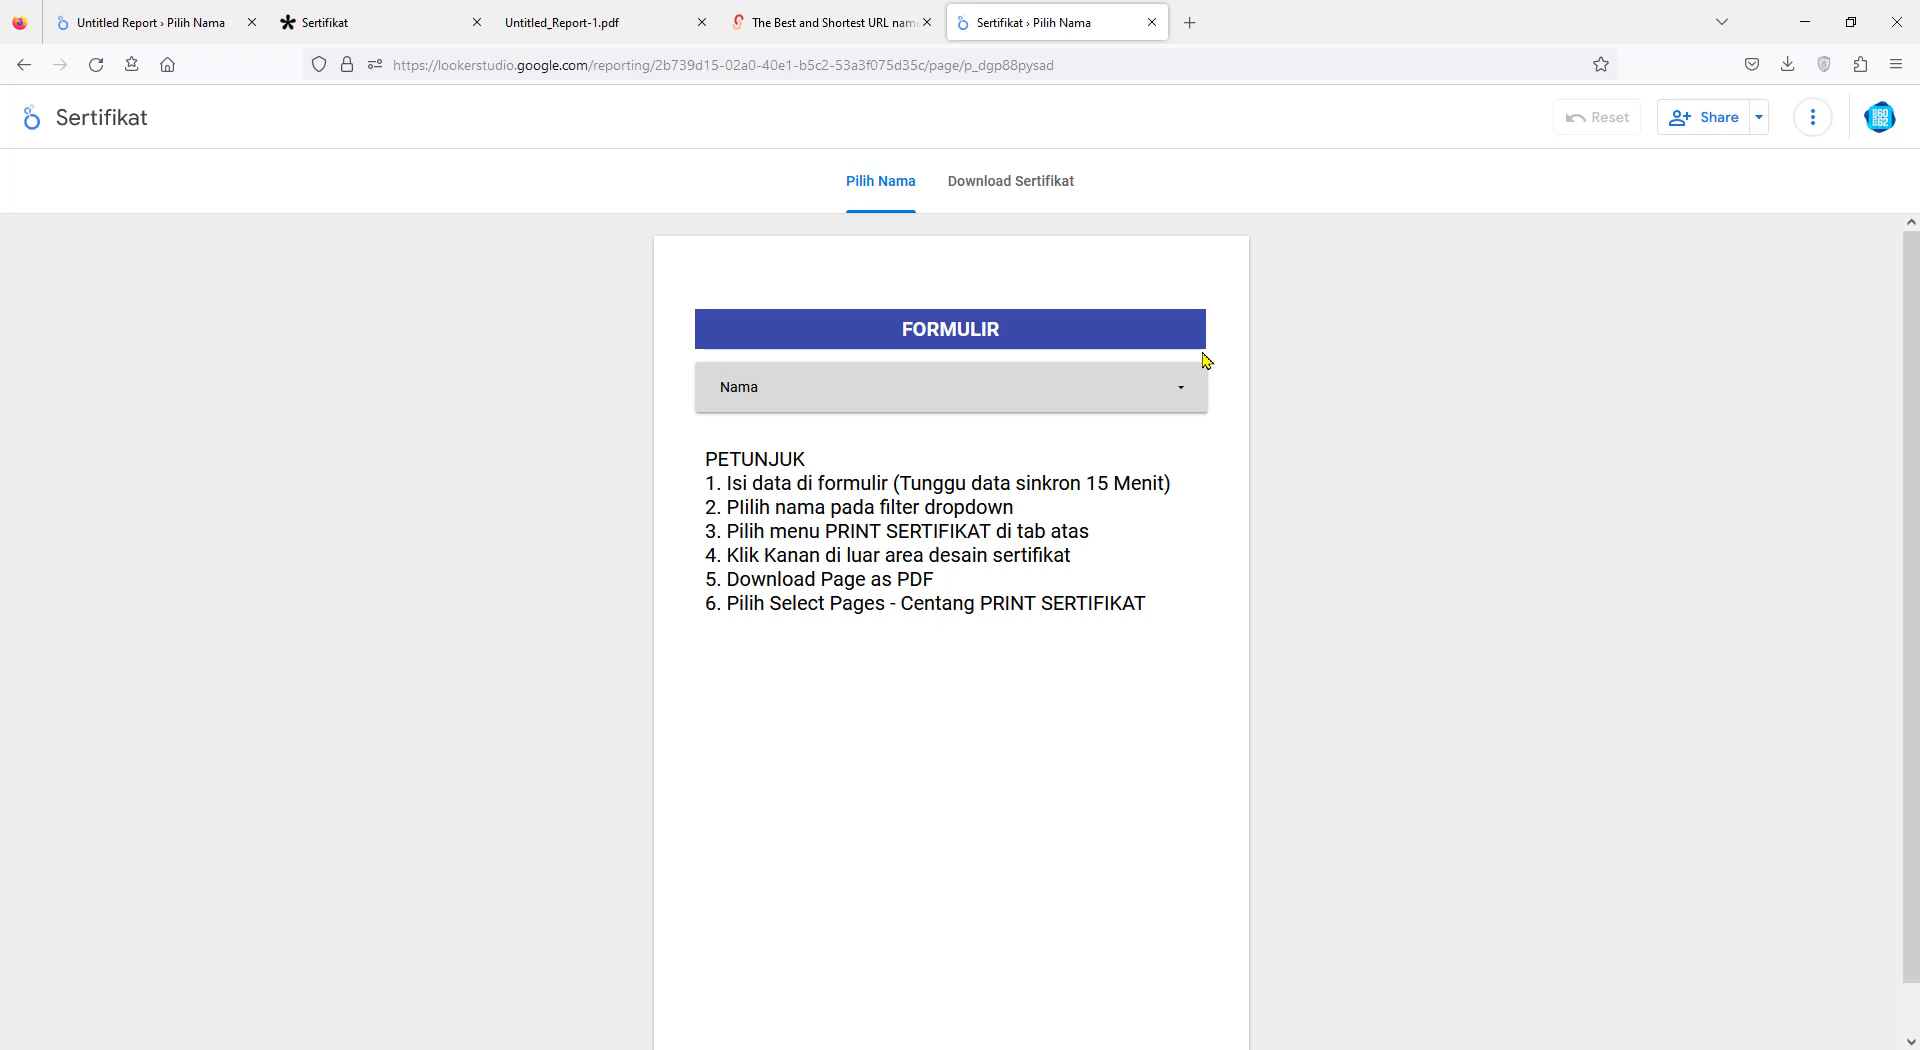 Untitled Report › Pilih Nama
Sertifikat
Untitled_Report-1.pdf
The Best and Shortest URL nam
Sertifikat › Pilih Nama
https://lookerstudio.google.com/reporting/2b739d15-02a0-40e1-b5c2-53a3f075d35c/page/p_dgp88pysad
Sertifikat
Reset
Share
Pilih Nama
Download Sertifikat
FORMULIR
Nama
PETUNJUK
1. Isi data di formulir (Tunggu data sinkron 15 Menit)
2. PIilih nama pada filter dropdown
3. Pilih menu PRINT SERTIFIKAT di tab atas
4. Klik Kanan di luar area desain sertifikat
5. Download Page as PDF
6. Pilih Select Pages - Centang PRINT SERTIFIKAT